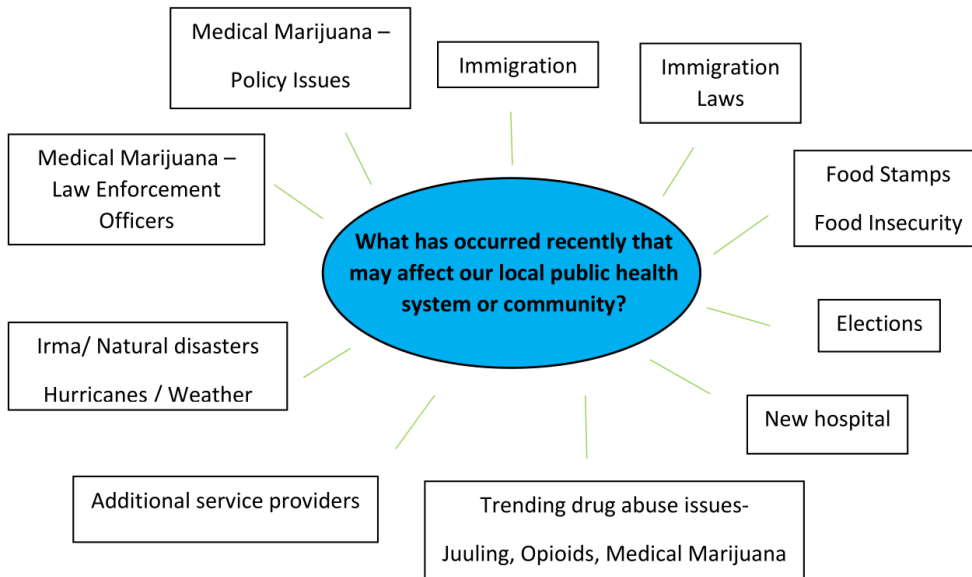 Medical Marijuana –
Policy Issues
Immigration
Immigration
Laws
Medical Marijuana –
Law Enforcement
Officers
Food Stamps
Food Insecurity
What has occurred recently that
may affect our local public health
system or community?
Elections
Irma/ Natural disasters
Hurricanes / Weather
New hospital
Additional service providers
Trending drug abuse issues-
Juuling, Opioids, Medical Marijuana